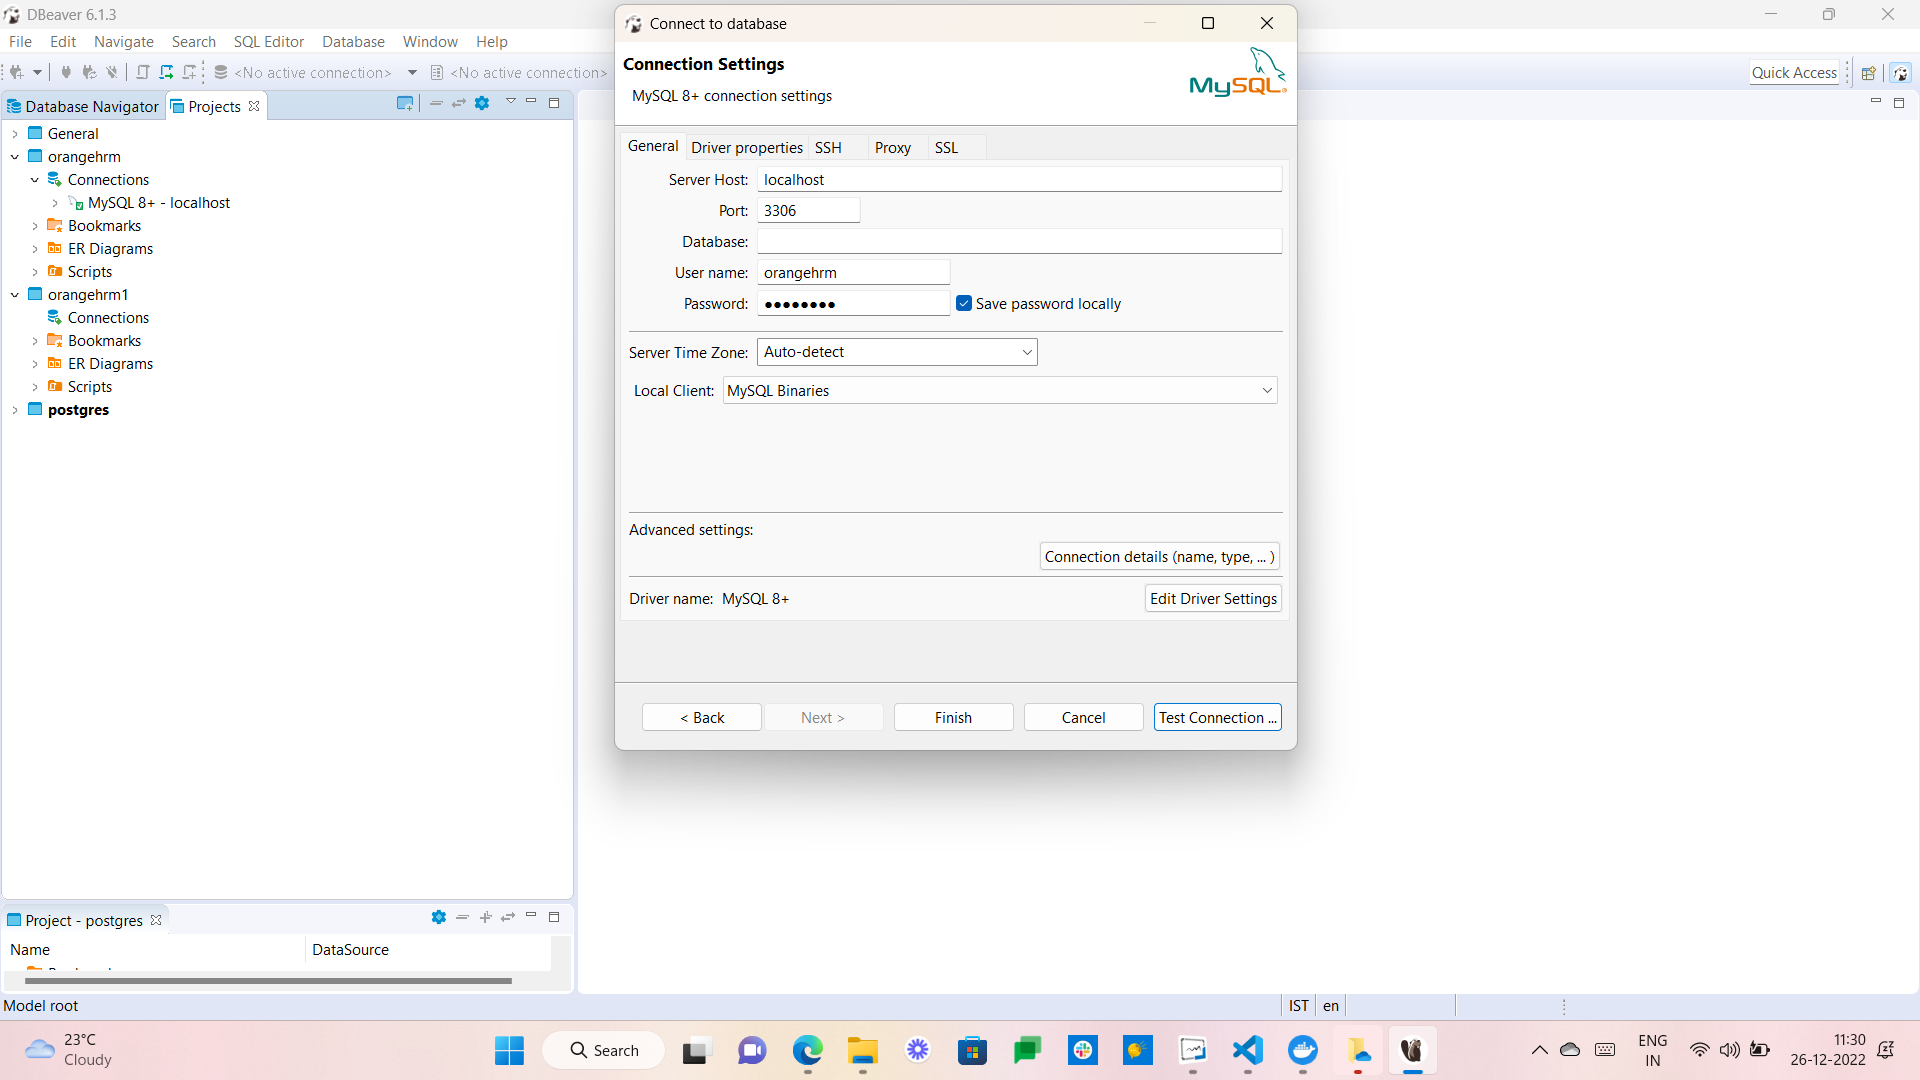 DBeaver 6.1.3
File Edit Navigate Search SQL Editor Database Window Help
<No active connection> <No active connection>
Quick Access
Database Navigator Projects
General
orangehrm
Connections
MySQL 8+ - localhost
Bookmarks
ER Diagrams
Scripts
orangehrm1
Connections
Bookmarks
ER Diagrams
Scripts
postgres
Connect to database
Connection Settings
MySQL 8+ connection settings
MySQL
General Driver properties SSH Proxy SSL
Server Host: localhost
Port: 3306
Database:
User name: orangehrm
Password: ●●●●●●●● Save password locally
Server Time Zone: Auto-detect
Local Client: MySQL Binaries
Advanced settings:
Connection details (name, type, ... )
Driver name: MySQL 8+ Edit Driver Settings
< Back Next > Finish Cancel Test Connection ...
Project - postgres
Name DataSource
Model root
IST en
23°C
Cloudy
Search
ENG
IN
11:30
26-12-2022